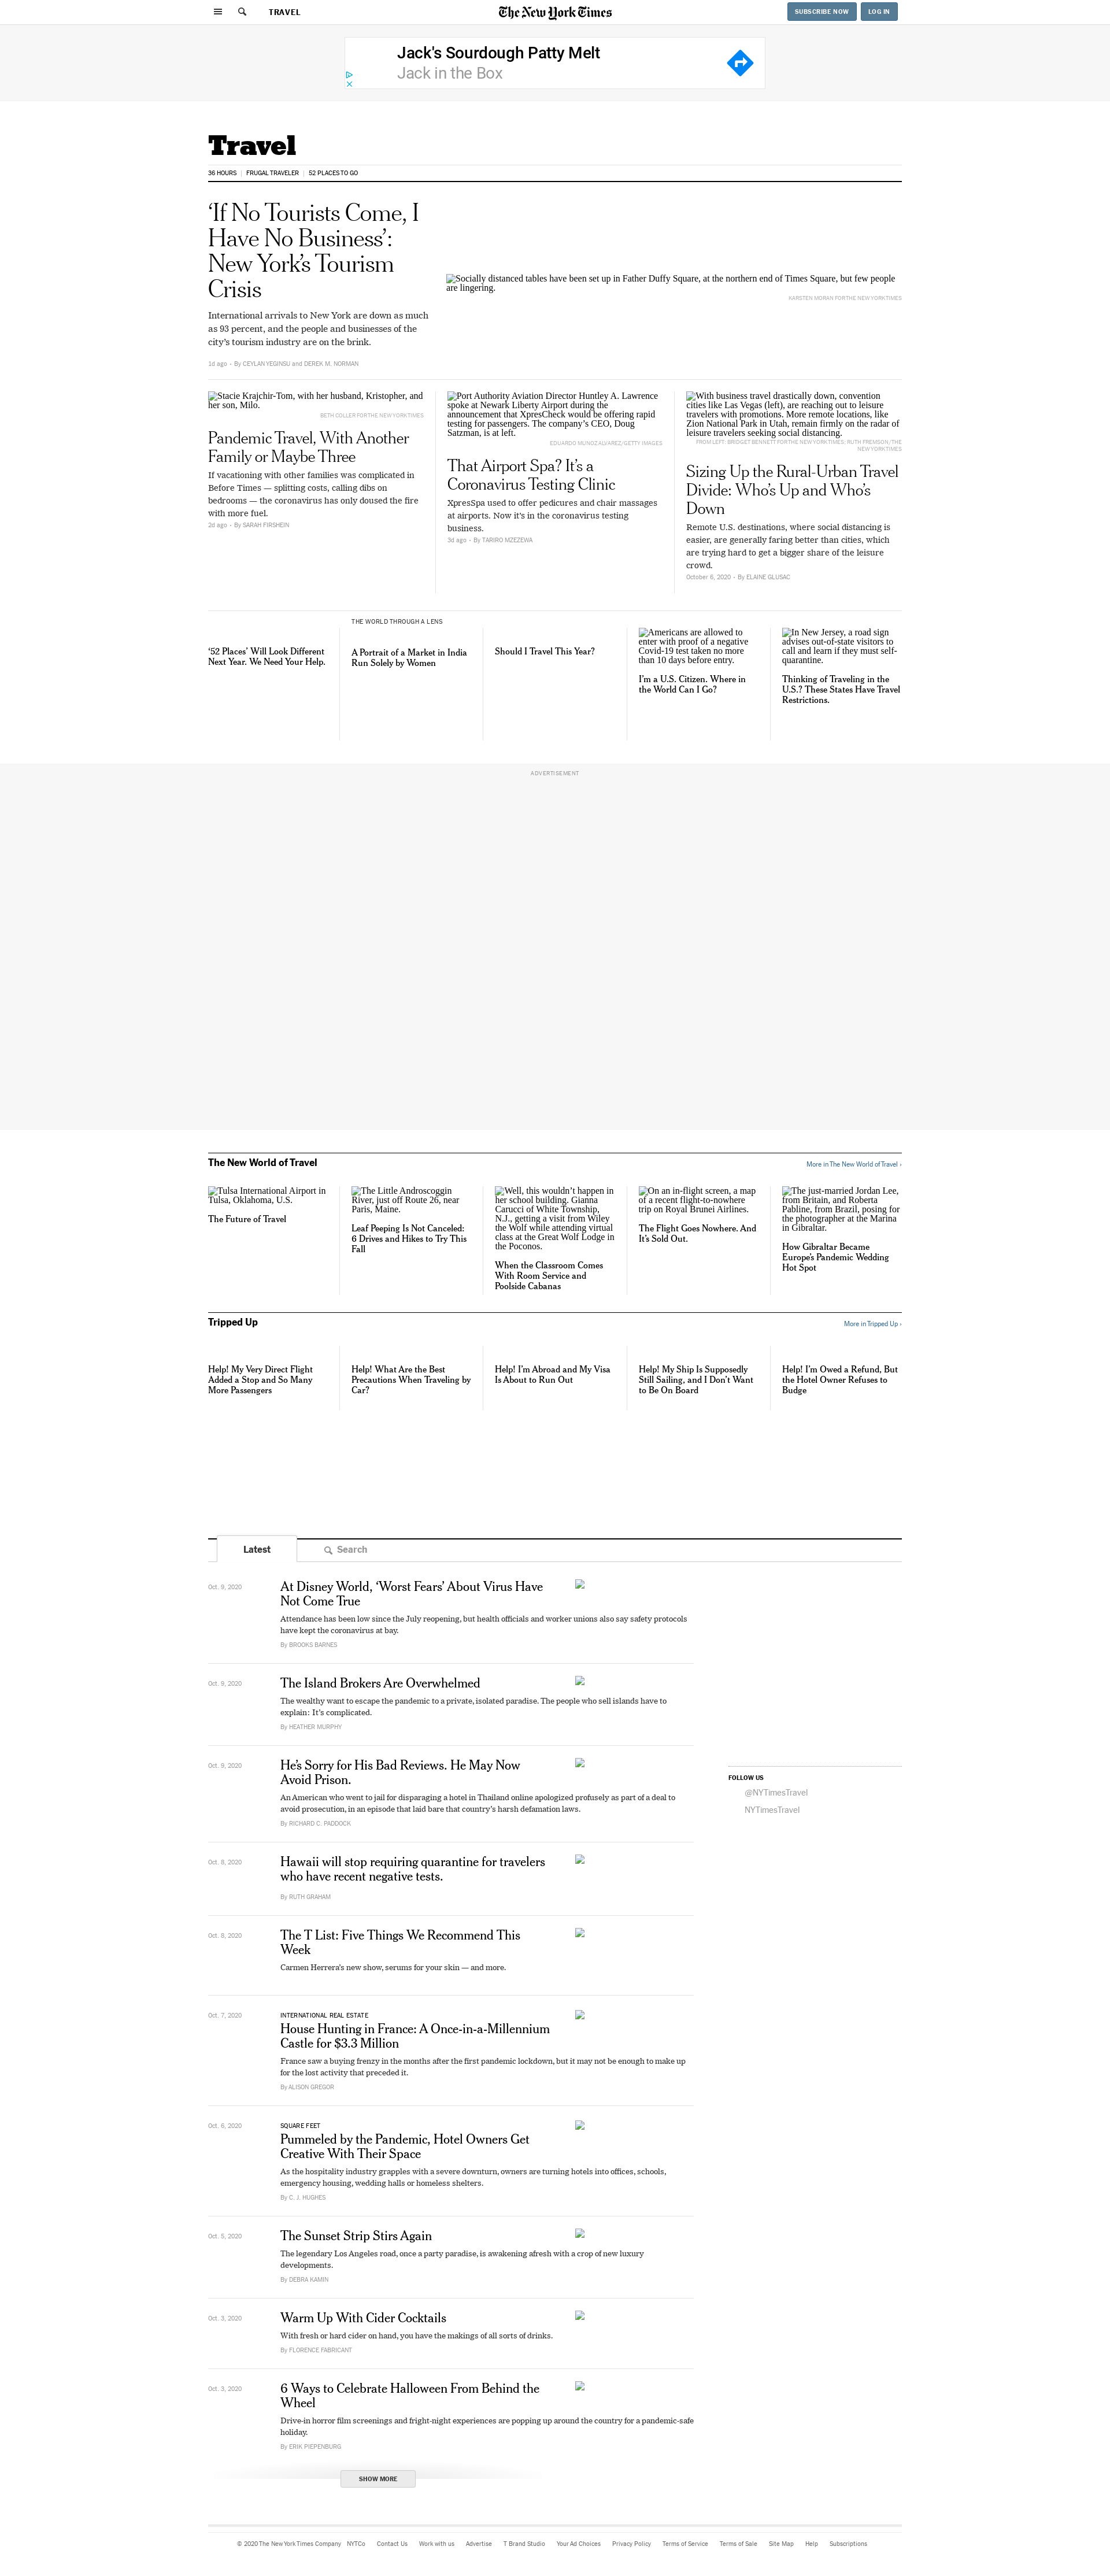 TRAVEL
The New York Times
SUBSCRIBE NOW
LOG IN
Jack's Sourdough Patty Melt
Jack in the Box
Travel
36 HOURS
FRUGAL TRAVELER
52 PLACES TO GO
‘If No Tourists Come, I
Have No Business’:
New York’s Tourism
Crisis
International arrivals to New York are down as much
as 93 percent, and the people and businesses of the
city’s tourism industry are on the brink.
1d ago • By CEYLAN YEGINSU and DEREK M. NORMAN
Socially distanced tables have been set up in Father Duffy Square, at the northern end of Times Square, but few people
are lingering.
KARSTEN MORAN FOR THE NEW YORK TIMES
Stacie Krajchir-Tom, with her husband, Kristopher, and
her son, Milo.
BETH COLLER FOR THE NEW YORK TIMES
Pandemic Travel, With Another
Family or Maybe Three
If vacationing with other families was complicated in
Before Times — splitting costs, calling dibs on
bedrooms — the coronavirus has only doused the fire
with more fuel.
2d ago • By SARAH FIRSHEIN
Port Authority Aviation Director Huntley A. Lawrence
spoke at Newark Liberty Airport during the
announcement that XpresCheck would be offering rapid
testing for passengers. The company’s CEO, Doug
Satzman, is at left.
EDUARDO MUNOZ ALVAREZ/GETTY IMAGES
That Airport Spa? It’s a
Coronavirus Testing Clinic
XpresSpa used to offer pedicures and chair massages
at airports. Now it’s in the coronavirus testing
business.
3d ago • By TARIRO MZEZEWA
With business travel drastically down, convention
cities like Las Vegas (left), are reaching out to leisure
travelers with promotions. More remote locations, like
Zion National Park in Utah, remain firmly on the radar of
leisure travelers seeking social distancing.
FROM LEFT: BRIDGET BENNETT FOR THE NEW YORK TIMES; RUTH FREMSON/THE
NEW YORK TIMES
Sizing Up the Rural-Urban Travel
Divide: Who’s Up and Who’s
Down
Remote U.S. destinations, where social distancing is
easier, are generally faring better than cities, which
are trying hard to get a bigger share of the leisure
crowd.
October 6, 2020 • By ELAINE GLUSAC
‘52 Places’ Will Look Different
Next Year. We Need Your Help.
THE WORLD THROUGH A LENS
A Portrait of a Market in India
Run Solely by Women
Should I Travel This Year?
Americans are allowed to
enter with proof of a negative
Covid-19 test taken no more
than 10 days before entry.
I’m a U.S. Citizen. Where in
the World Can I Go?
In New Jersey, a road sign
advises out-of-state visitors to
call and learn if they must self-
quarantine.
Thinking of Traveling in the
U.S.? These States Have Travel
Restrictions.
ADVERTISEMENT
The New World of Travel
More in The New World of Travel ›
Tulsa International Airport in
Tulsa, Oklahoma, U.S.
The Future of Travel
The Little Androscoggin
River, just off Route 26, near
Paris, Maine.
Leaf Peeping Is Not Canceled:
6 Drives and Hikes to Try This
Fall
Well, this wouldn’t happen in
her school building. Gianna
Carucci of White Township,
N.J., getting a visit from Wiley
the Wolf while attending virtual
class at the Great Wolf Lodge in
the Poconos.
When the Classroom Comes
With Room Service and
Poolside Cabanas
On an in-flight screen, a map
of a recent flight-to-nowhere
trip on Royal Brunei Airlines.
The Flight Goes Nowhere. And
It’s Sold Out.
The just-married Jordan Lee,
from Britain, and Roberta
Pabline, from Brazil, posing for
the photographer at the Marina
in Gibraltar.
How Gibraltar Became
Europe’s Pandemic Wedding
Hot Spot
Tripped Up
More in Tripped Up ›
Help! My Very Direct Flight
Added a Stop and So Many
More Passengers
Help! What Are the Best
Precautions When Traveling by
Car?
Help! I’m Abroad and My Visa
Is About to Run Out
Help! My Ship Is Supposedly
Still Sailing, and I Don’t Want
to Be On Board
Help! I’m Owed a Refund, But
the Hotel Owner Refuses to
Budge
Latest
Search
Oct. 9, 2020
At Disney World, ‘Worst Fears’ About Virus Have
Not Come True
Attendance has been low since the July reopening, but health officials and worker unions also say safety protocols
have kept the coronavirus at bay.
By BROOKS BARNES
Oct. 9, 2020
The Island Brokers Are Overwhelmed
The wealthy want to escape the pandemic to a private, isolated paradise. The people who sell islands have to
explain: It’s complicated.
By HEATHER MURPHY
Oct. 9, 2020
He’s Sorry for His Bad Reviews. He May Now
Avoid Prison.
An American who went to jail for disparaging a hotel in Thailand online apologized profusely as part of a deal to
avoid prosecution, in an episode that laid bare that country’s harsh defamation laws.
By RICHARD C. PADDOCK
FOLLOW US
@NYTimesTravel
NYTimesTravel
Oct. 8, 2020
Hawaii will stop requiring quarantine for travelers
who have recent negative tests.
By RUTH GRAHAM
Oct. 8, 2020
The T List: Five Things We Recommend This
Week
Carmen Herrera’s new show, serums for your skin — and more.
Oct. 7, 2020
INTERNATIONAL REAL ESTATE
House Hunting in France: A Once-in-a-Millennium
Castle for $3.3 Million
France saw a buying frenzy in the months after the first pandemic lockdown, but it may not be enough to make up
for the lost activity that preceded it.
By ALISON GREGOR
Oct. 6, 2020
SQUARE FEET
Pummeled by the Pandemic, Hotel Owners Get
Creative With Their Space
As the hospitality industry grapples with a severe downturn, owners are turning hotels into offices, schools,
emergency housing, wedding halls or homeless shelters.
By C. J. HUGHES
Oct. 5, 2020
The Sunset Strip Stirs Again
The legendary Los Angeles road, once a party paradise, is awakening afresh with a crop of new luxury
developments.
By DEBRA KAMIN
Oct. 3, 2020
Warm Up With Cider Cocktails
With fresh or hard cider on hand, you have the makings of all sorts of drinks.
By FLORENCE FABRICANT
Oct. 3, 2020
6 Ways to Celebrate Halloween From Behind the
Wheel
Drive-in horror film screenings and fright-night experiences are popping up around the country for a pandemic-safe
holiday.
By ERIK PIEPENBURG
SHOW MORE
© 2020 The New York Times Company NYTCo Contact Us Work with us Advertise T Brand Studio Your Ad Choices Privacy Policy Terms of Service Terms of Sale Site Map Help Subscriptions